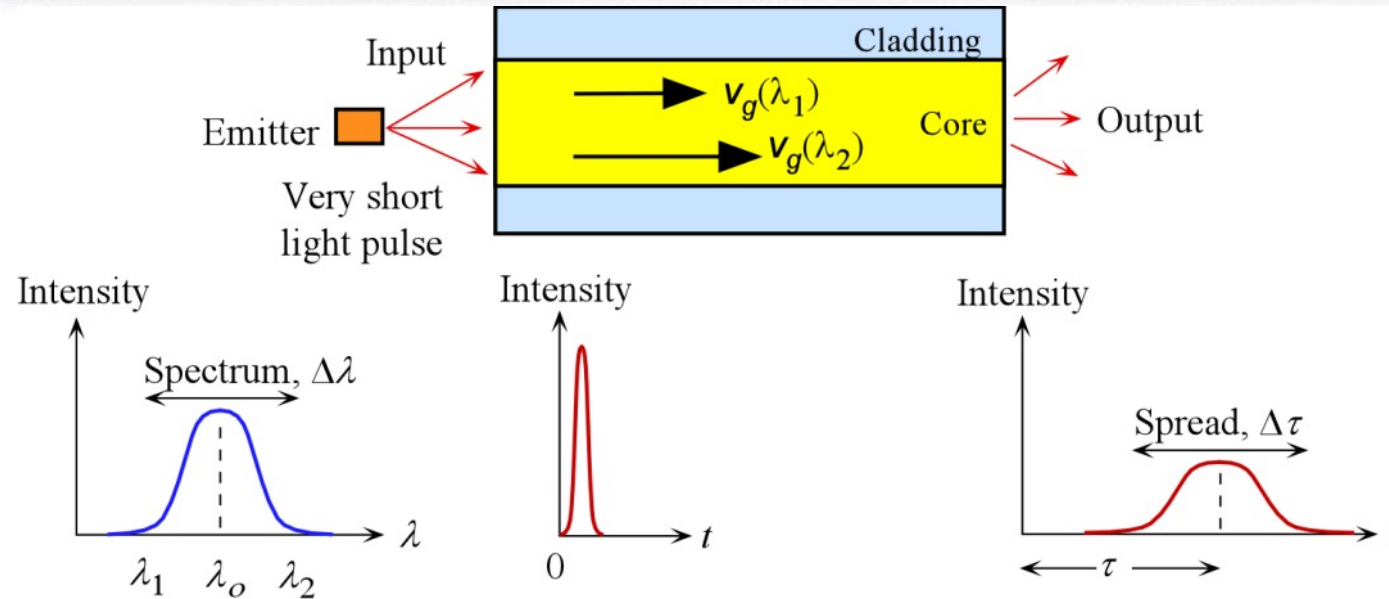 Input
Cladding
Emitter
v_g(λ_1)
v_g(λ_2)
Core
Output
Very short
light pulse
Intensity
Spectrum, Δλ
λ
λ_1 λ_o λ_2
Intensity
t
0
Intensity
Spread, Δτ
τ